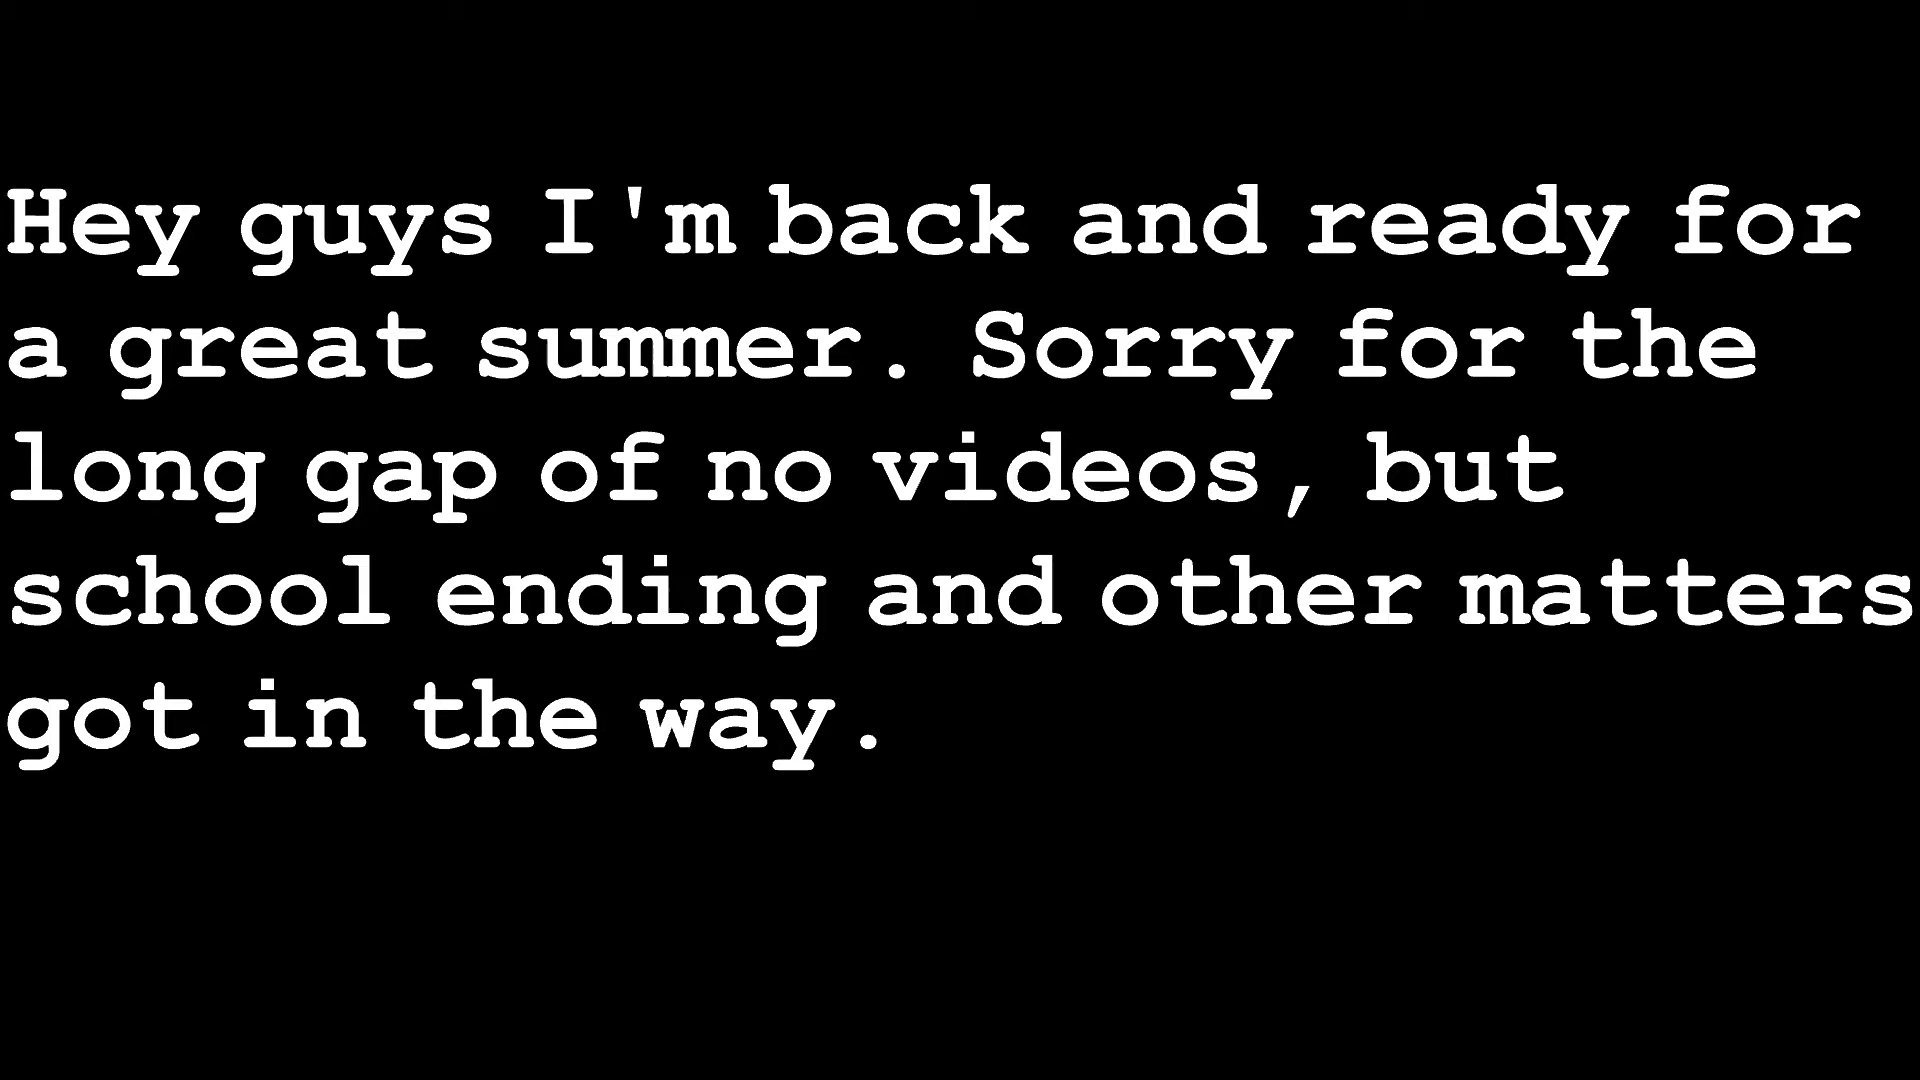 Hey guys I'm back and ready for
a great summer. Sorry for the
long gap of no videos, but
school ending and other matters
got in the way.